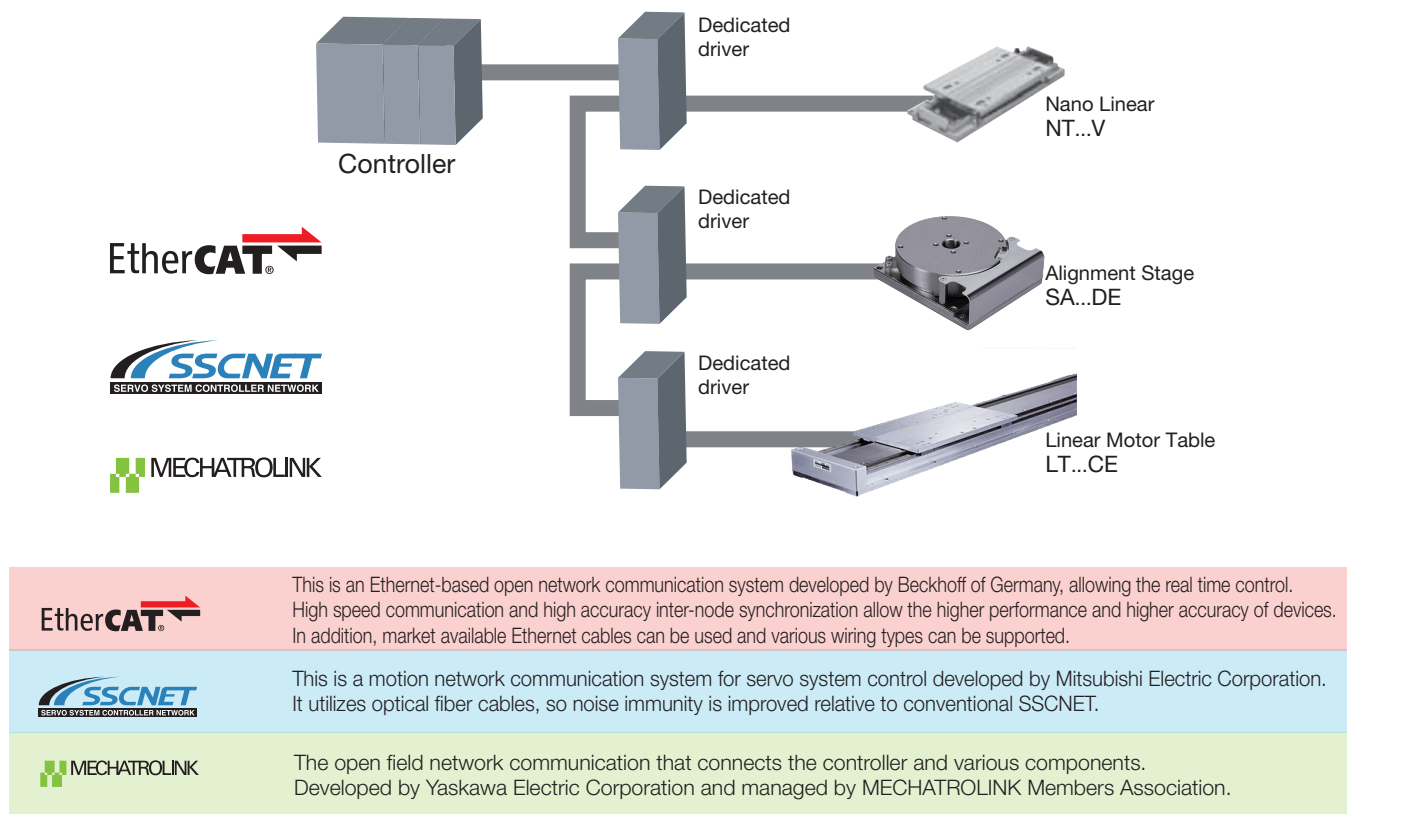 Dedicated
driver
Nano Linear
NT...V
Controller
Dedicated
driver
EtherCAT®
Alignment Stage
SA...DE
SSCNET
SERVO SYSTEM CONTROLLER NETWORK
Dedicated
driver
Linear Motor Table
LT...CE
MECHATROLINK
EtherCAT®
This is an Ethernet-based open network communication system developed by Beckhoff of Germany, allowing the real time control.
High speed communication and high accuracy inter-node synchronization allow the higher performance and higher accuracy of devices.
In addition, market available Ethernet cables can be used and various wiring types can be supported.
SSCNET
SERVO SYSTEM CONTROLLER NETWORK
This is a motion network communication system for servo system control developed by Mitsubishi Electric Corporation.
It utilizes optical fiber cables, so noise immunity is improved relative to conventional SSCNET.
MECHATROLINK
The open field network communication that connects the controller and various components.
Developed by Yaskawa Electric Corporation and managed by MECHATROLINK Members Association.